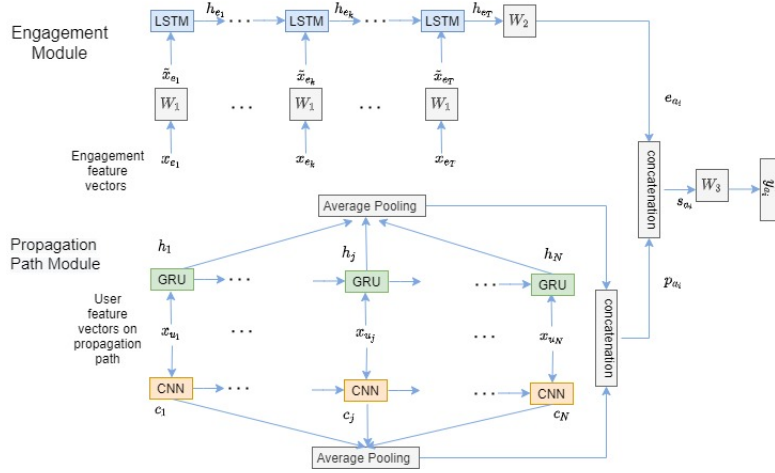 Engagement
Module
LSTM
h_{e_1}
...
LSTM
h_{e_k}
...
LSTM
h_{e_T}
W_2
x̃_{e_1}
x̃_{e_k}
x̃_{e_T}
W_1
...
W_1
...
W_1
e_{a_i}
Engagement
feature
vectors
x_{e_1}
x_{e_k}
x_{e_T}
concatenation
s_{a_i}
W_3
y_{a_i}
Average Pooling
Propagation
Path Module
h_1
h_j
h_N
GRU
...
GRU
...
GRU
p_{a_i}
User
feature
vectors on
propagation
path
x_{u_1}
...
x_{u_j}
...
x_{u_N}
concatenation
CNN
...
CNN
...
CNN
c_1
c_j
c_N
Average Pooling